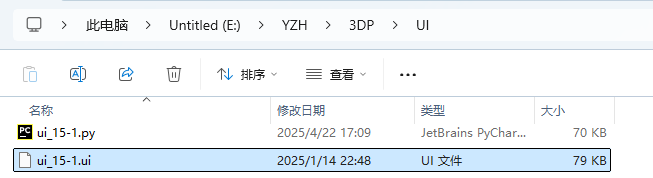 此电脑 > Untitled (E:) > YZH > 3DP > UI
排序 查看 ...
名称 修改日期 类型 大小
PC ui_15-1.py 2025/4/22 17:09 JetBrains PyChar... 70 KB
ui_15-1.ui 2025/1/14 22:48 UI 文件 79 KB